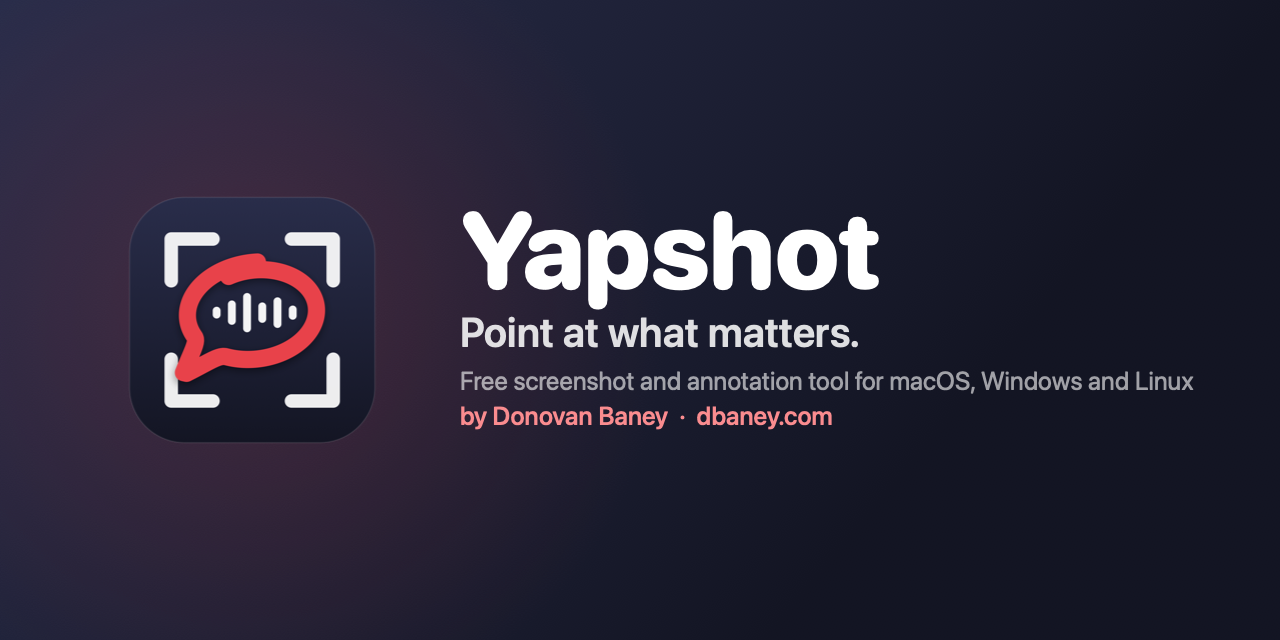 Yapshot
Point at what matters.
Free screenshot and annotation tool for macOS, Windows and Linux
by Donovan Baney · dbaney.com